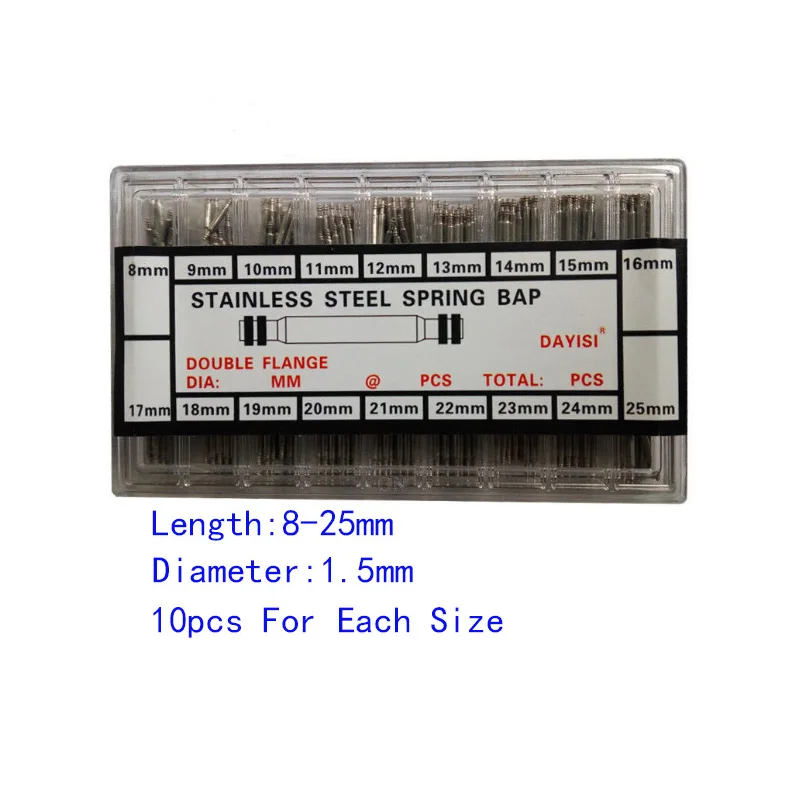 8mm 9mm 10mm 11mm 12mm 13mm 14mm 15mm 16mm
STAINLESS STEEL SPRING BAP
DAYISI®
DOUBLE FLANGE
DIA: MM @ PCS TOTAL: PCS
17mm 18mm 19mm 20mm 21mm 22mm 23mm 24mm 25mm
Length:8-25mm
Diameter:1.5mm
10pcs For Each Size